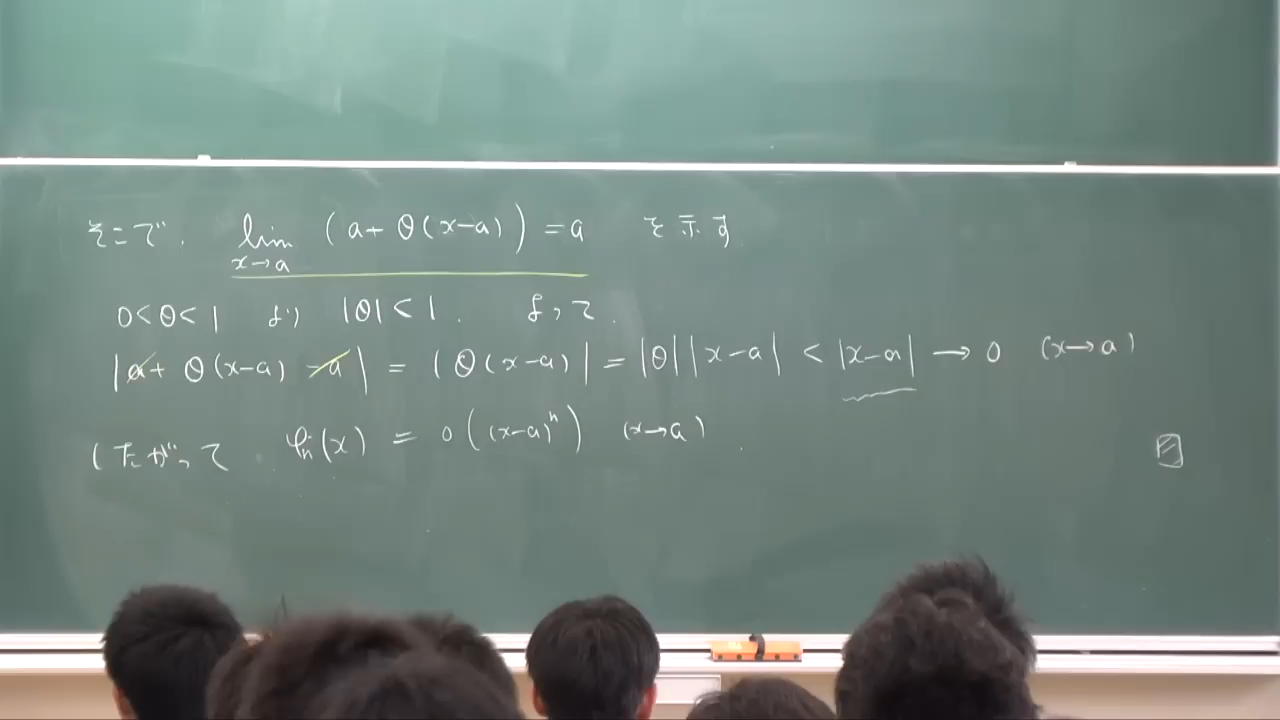 そこで. lim_{x→a} (a+θ(x-a)) = a を示す.
0<θ<1 より |θ|<1. よって.
|a+θ(x-a)-a| = |θ(x-a)| = |θ||x-a| < |x-a| → 0 (x→a)
したがって φ_n(x) = o((x-a)^n) (x→a).